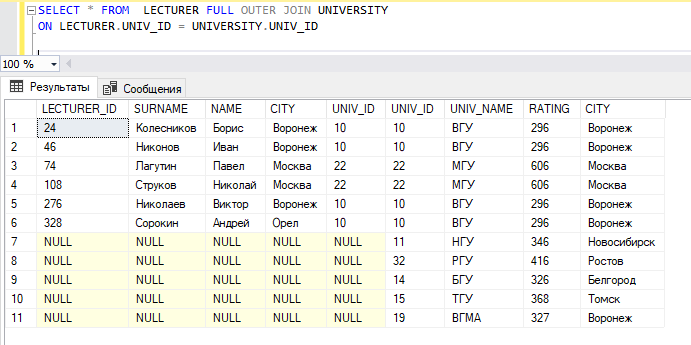 SELECT * FROM  LECTURER FULL OUTER JOIN UNIVERSITY
ON LECTURER.UNIV_ID = UNIVERSITY.UNIV_ID
100 %
Результаты Сообщения
LECTURER_ID SURNAME NAME CITY UNIV_ID UNIV_ID UNIV_NAME RATING CITY
1 24 Колесников Борис Воронеж 10 10 ВГУ 296 Воронеж
2 46 Никонов Иван Воронеж 10 10 ВГУ 296 Воронеж
3 74 Лагутин Павел Москва 22 22 МГУ 606 Москва
4 108 Струков Николай Москва 22 22 МГУ 606 Москва
5 276 Николаев Виктор Воронеж 10 10 ВГУ 296 Воронеж
6 328 Сорокин Андрей Орел 10 10 ВГУ 296 Воронеж
7 NULL NULL NULL NULL NULL 11 НГУ 346 Новосибирск
8 NULL NULL NULL NULL NULL 32 РГУ 416 Ростов
9 NULL NULL NULL NULL NULL 14 БГУ 326 Белгород
10 NULL NULL NULL NULL NULL 15 ТГУ 368 Томск
11 NULL NULL NULL NULL NULL 19 ВГМА 327 Воронеж